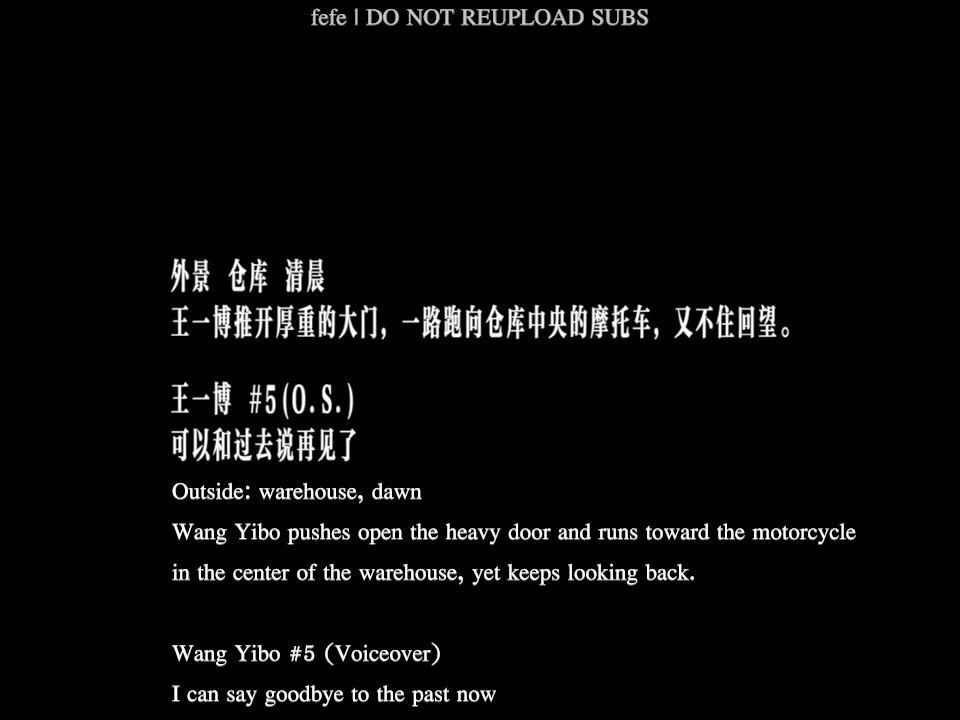 fefe | DO NOT REUPLOAD SUBS
外景 仓库 清晨
王一博推开厚重的大门，一路跑向仓库中央的摩托车，又不住回望。
王一博 #5(O.S.)
可以和过去说再见了
Outside: warehouse, dawn
Wang Yibo pushes open the heavy door and runs toward the motorcycle
in the center of the warehouse, yet keeps looking back.
Wang Yibo #5 (Voiceover)
I can say goodbye to the past now